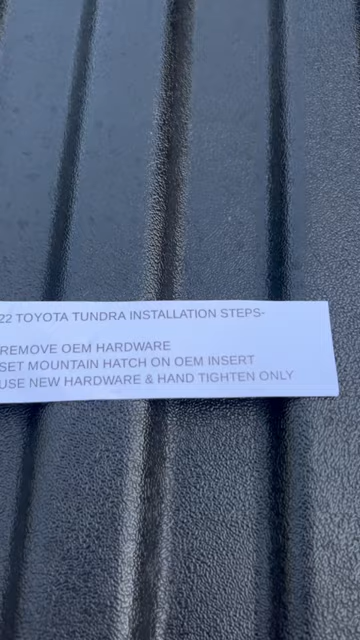 22 TOYOTA TUNDRA INSTALLATION STEPS-
REMOVE OEM HARDWARE
SET MOUNTAIN HATCH ON OEM INSERT
USE NEW HARDWARE & HAND TIGHTEN ONLY